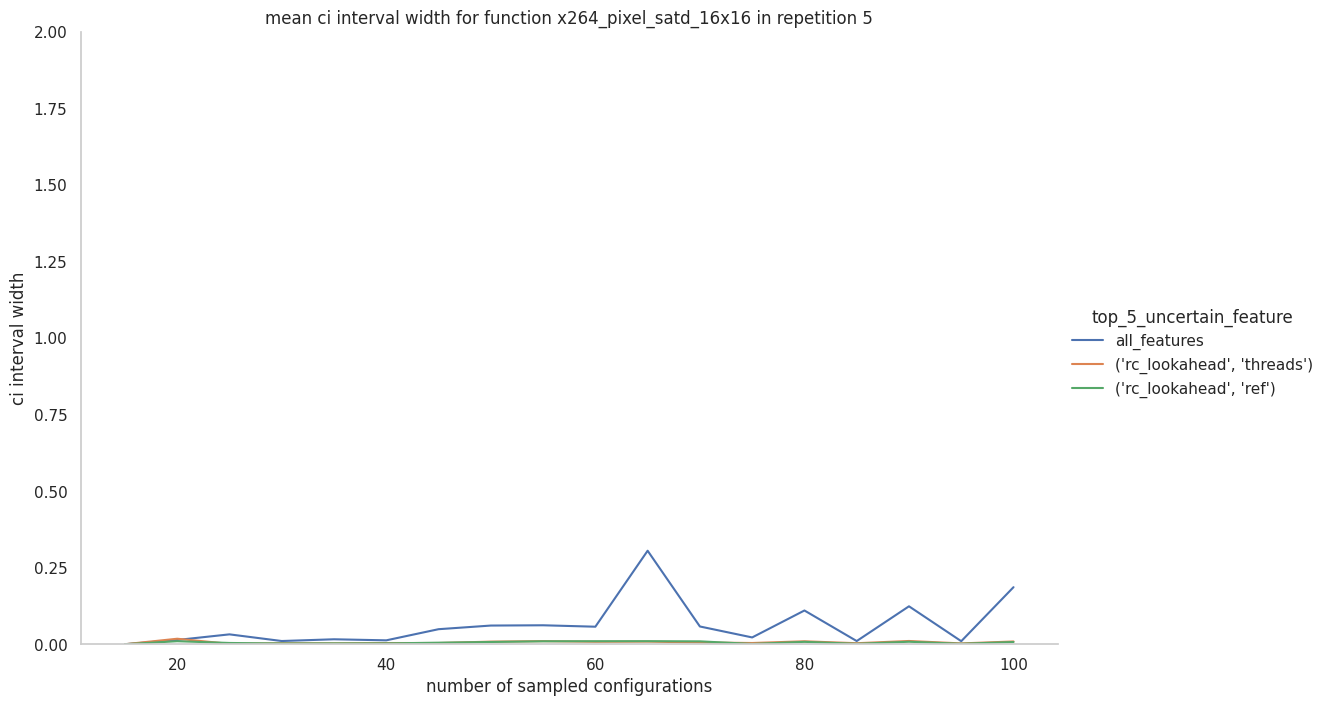 mean ci interval width for function x264_pixel_satd_16x16 in repetition 5
2.00
1.75
1.50
1.25
1.00
0.75
0.50
0.25
0.00
ci interval width
20
40
60
80
100
number of sampled configurations
top_5_uncertain_feature
all_features
('rc_lookahead', 'threads')
('rc_lookahead', 'ref')